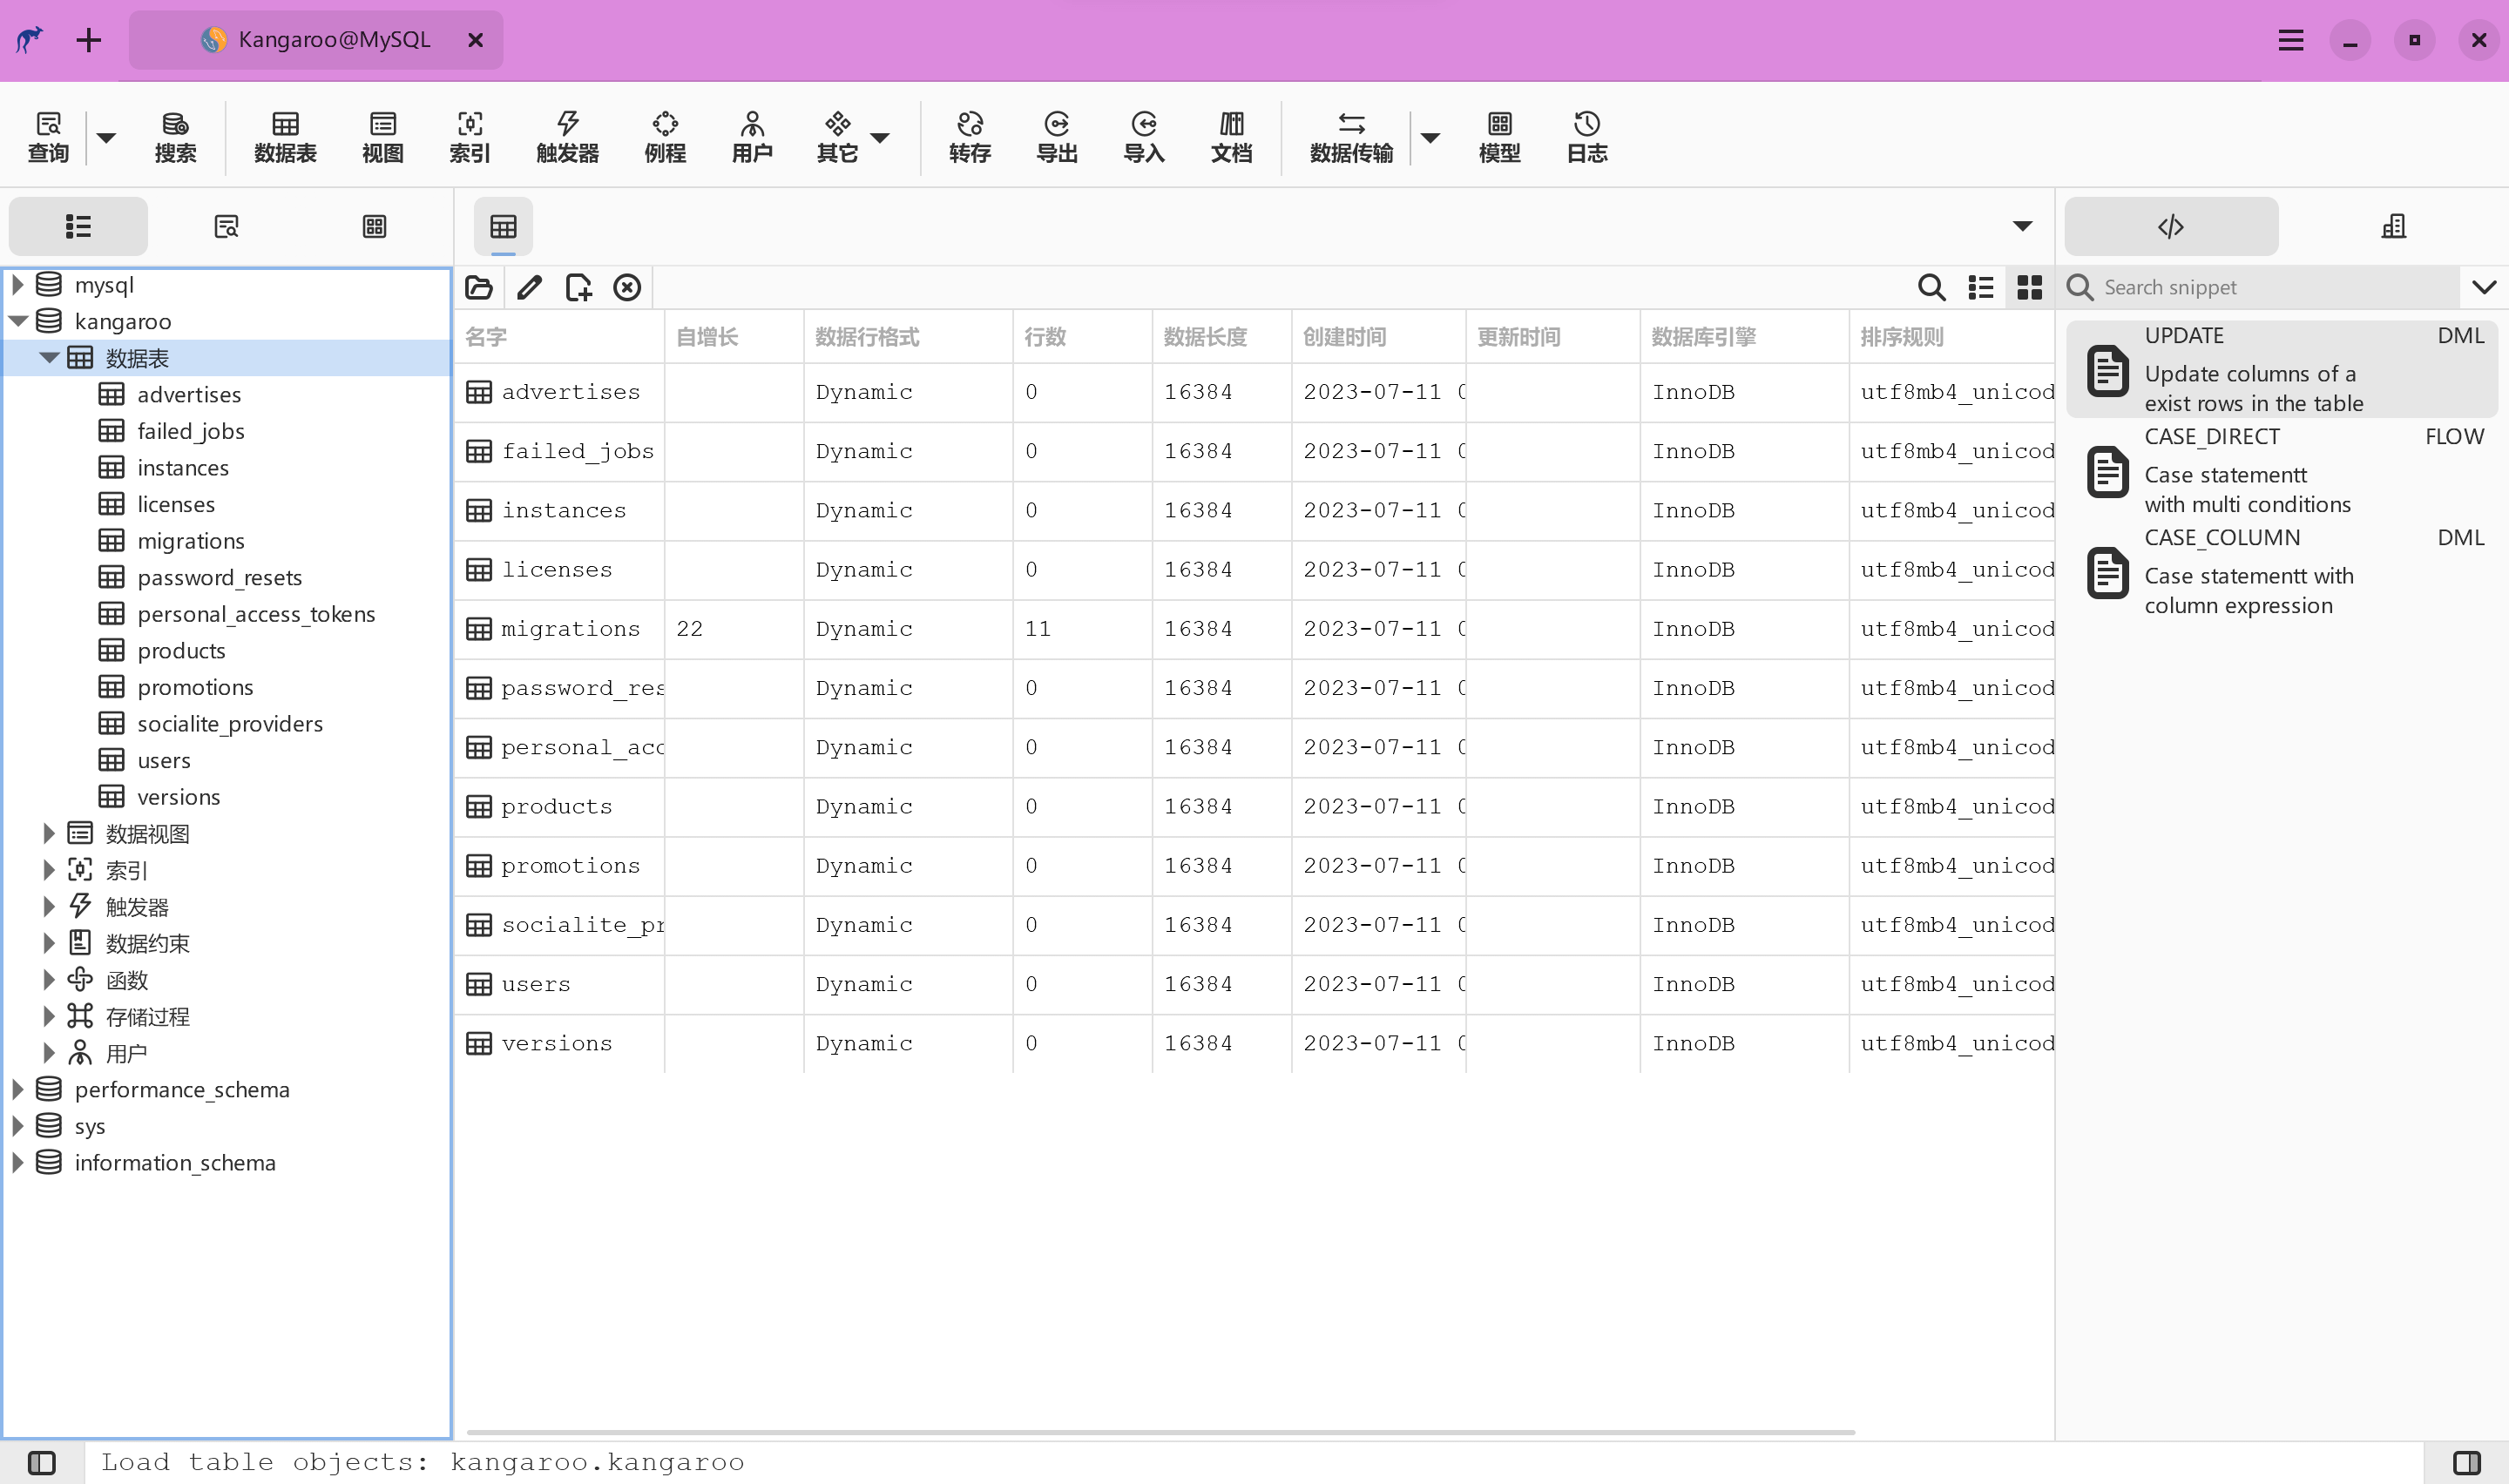 Kangaroo@MySQL
查询 搜索 数据表 视图 索引 触发器 例程 用户 其它 转存 导出 导入 文档 数据传输 模型 日志
mysql
kangaroo
数据表
advertises
failed_jobs
instances
licenses
migrations
password_resets
personal_access_tokens
products
promotions
socialite_providers
users
versions
数据视图
索引
触发器
数据约束
函数
存储过程
用户
performance_schema
sys
information_schema
名字 自增长 数据行格式 行数 数据长度 创建时间 更新时间 数据库引擎 排序规则
advertises Dynamic 0 16384 2023-07-11 0 InnoDB utf8mb4_unicod
failed_jobs Dynamic 0 16384 2023-07-11 0 InnoDB utf8mb4_unicod
instances Dynamic 0 16384 2023-07-11 0 InnoDB utf8mb4_unicod
licenses Dynamic 0 16384 2023-07-11 0 InnoDB utf8mb4_unicod
migrations 22 Dynamic 11 16384 2023-07-11 0 InnoDB utf8mb4_unicod
password_res Dynamic 0 16384 2023-07-11 0 InnoDB utf8mb4_unicod
personal_acc Dynamic 0 16384 2023-07-11 0 InnoDB utf8mb4_unicod
products Dynamic 0 16384 2023-07-11 0 InnoDB utf8mb4_unicod
promotions Dynamic 0 16384 2023-07-11 0 InnoDB utf8mb4_unicod
socialite_pr Dynamic 0 16384 2023-07-11 0 InnoDB utf8mb4_unicod
users Dynamic 0 16384 2023-07-11 0 InnoDB utf8mb4_unicod
versions Dynamic 0 16384 2023-07-11 0 InnoDB utf8mb4_unicod
Search snippet
UPDATE DML
Update columns of a
exist rows in the table
CASE_DIRECT FLOW
Case statementt
with multi conditions
CASE_COLUMN DML
Case statementt with
column expression
Load table objects: kangaroo.kangaroo